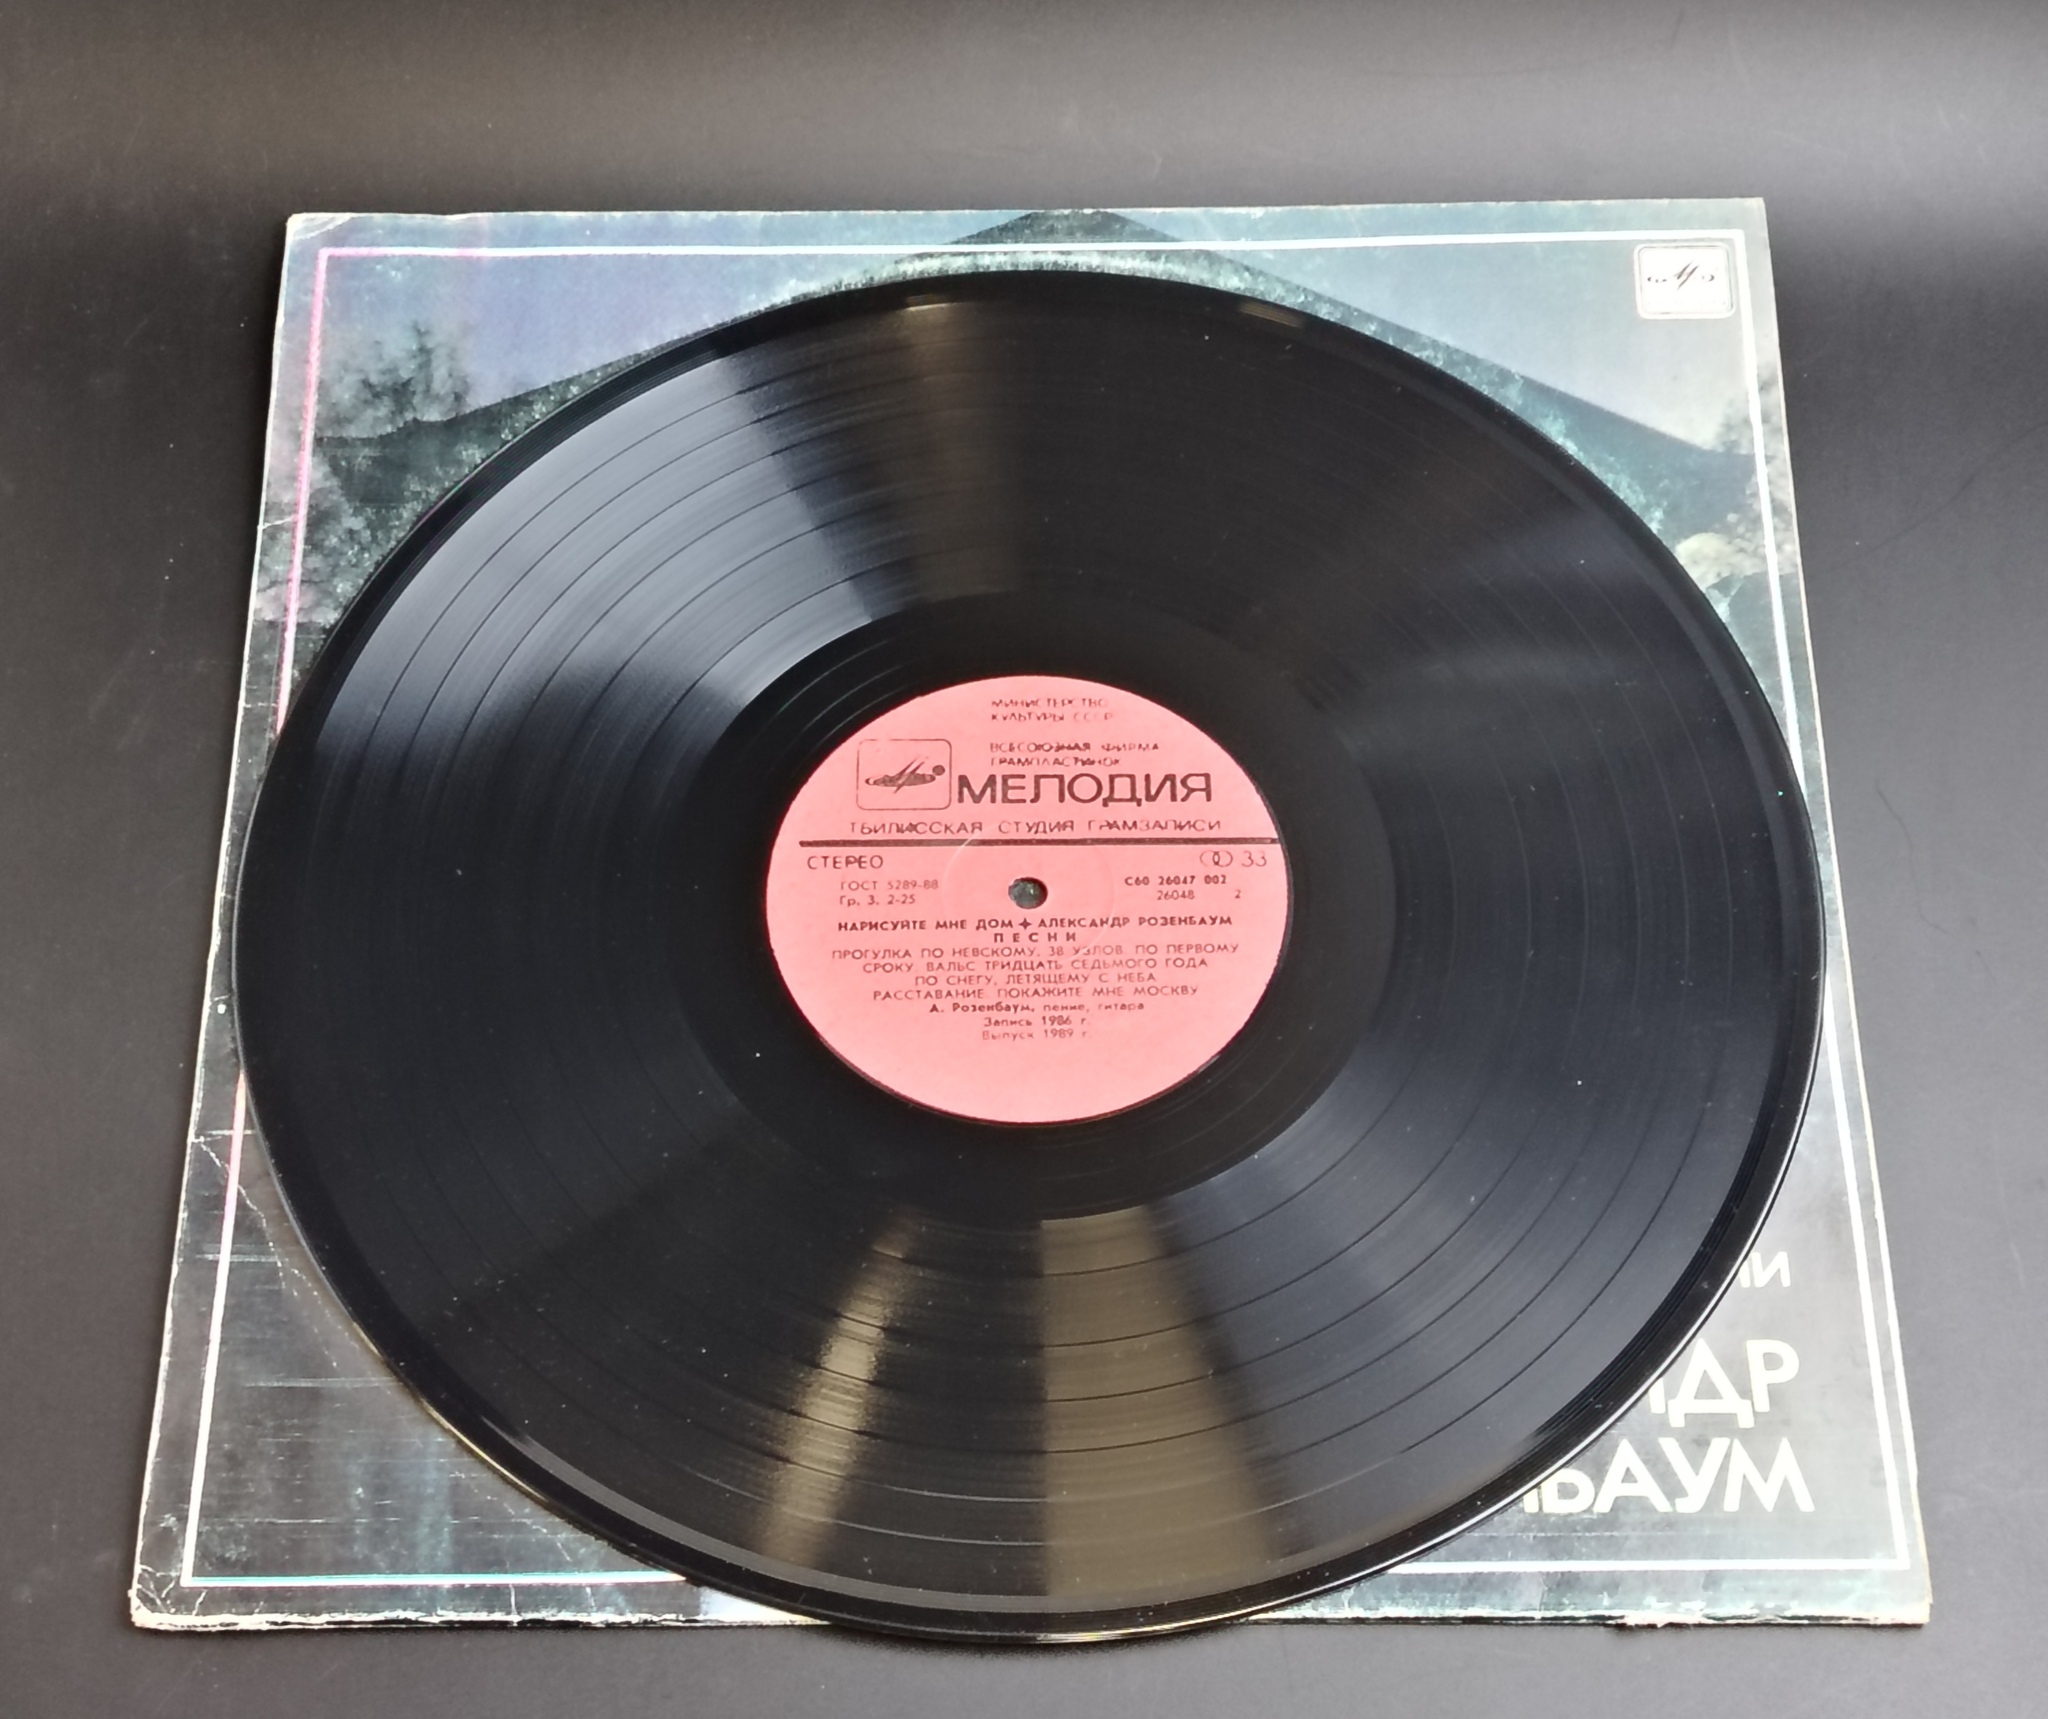 МИНИСТЕРСТВО
КУЛЬТУРЫ СССР
ВСЕСОЮЗНАЯ ФИРМА
ГРАМПЛАСТИНОК
МЕЛОДИЯ
ТБИЛИССКАЯ СТУДИЯ ГРАМЗАПИСИ
СТЕРЕО 33
ГОСТ 5289-88 С60 26047 002
Гр. 3. 2-25 26048 2
НАРИСУЙТЕ МНЕ ДОМ АЛЕКСАНДР РОЗЕНБАУМ
ПЕСНИ
ПРОГУЛКА ПО НЕВСКОМУ. 38 УЗЛОВ. ПО ПЕРВОМУ
СРОКУ. ВАЛЬС ТРИДЦАТЬ СЕДЬМОГО ГОДА
ПО СНЕГУ, ЛЕТЯЩЕМУ С НЕБА
РАССТАВАНИЕ. ПОКАЖИТЕ МНЕ МОСКВУ
А. Розенбаум, пение, гитара
Запись 1986 г.
Выпуск 1989 г.
НИ
НДР
БАУМ